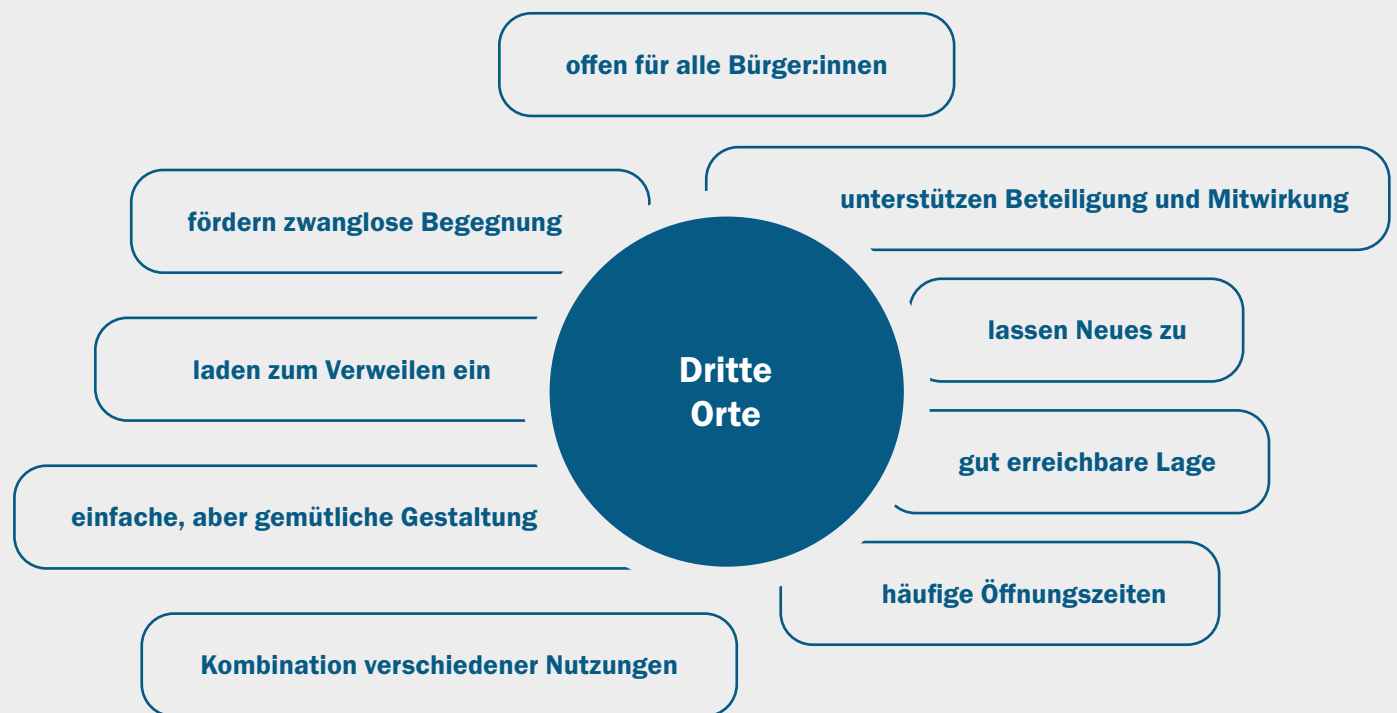 offen für alle Bürger:innen
unterstützen Beteiligung und Mitwirkung
fördern zwanglose Begegnung
lassen Neues zu
laden zum Verweilen ein
Dritte
Orte
gut erreichbare Lage
einfache, aber gemütliche Gestaltung
häufige Öffnungszeiten
Kombination verschiedener Nutzungen